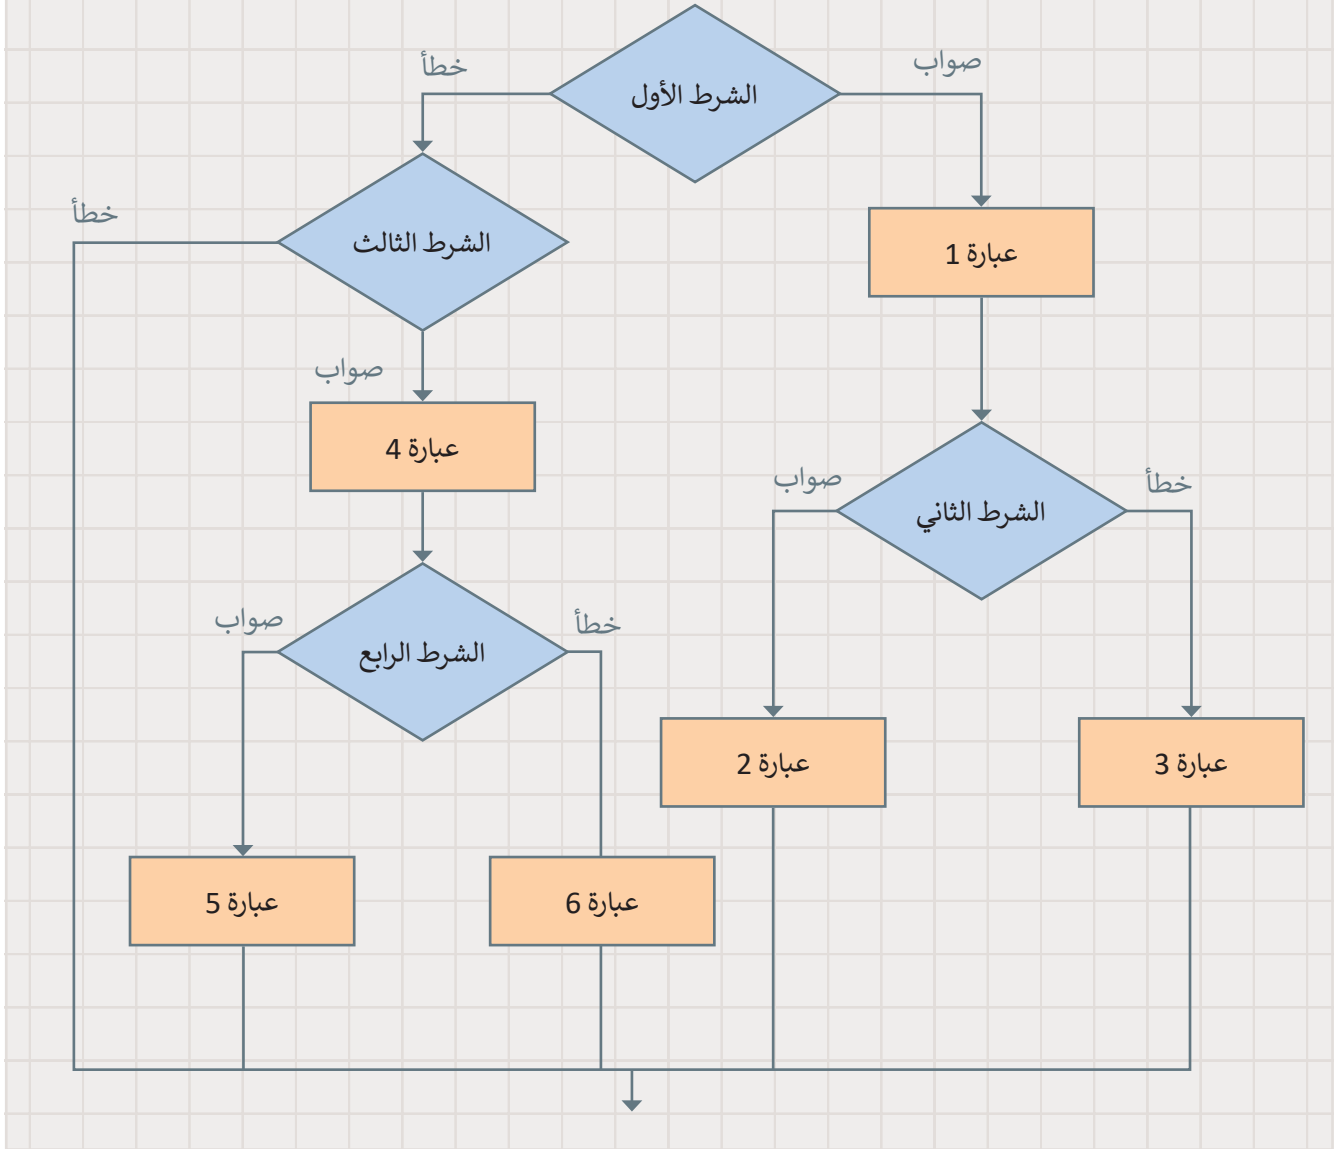 صواب
خطأ
الشرط الأول
خطأ
الشرط الثالث
عبارة 1
صواب
عبارة 4
صواب
خطأ
الشرط الثاني
صواب
خطأ
الشرط الرابع
عبارة 3
عبارة 2
عبارة 6
عبارة 5